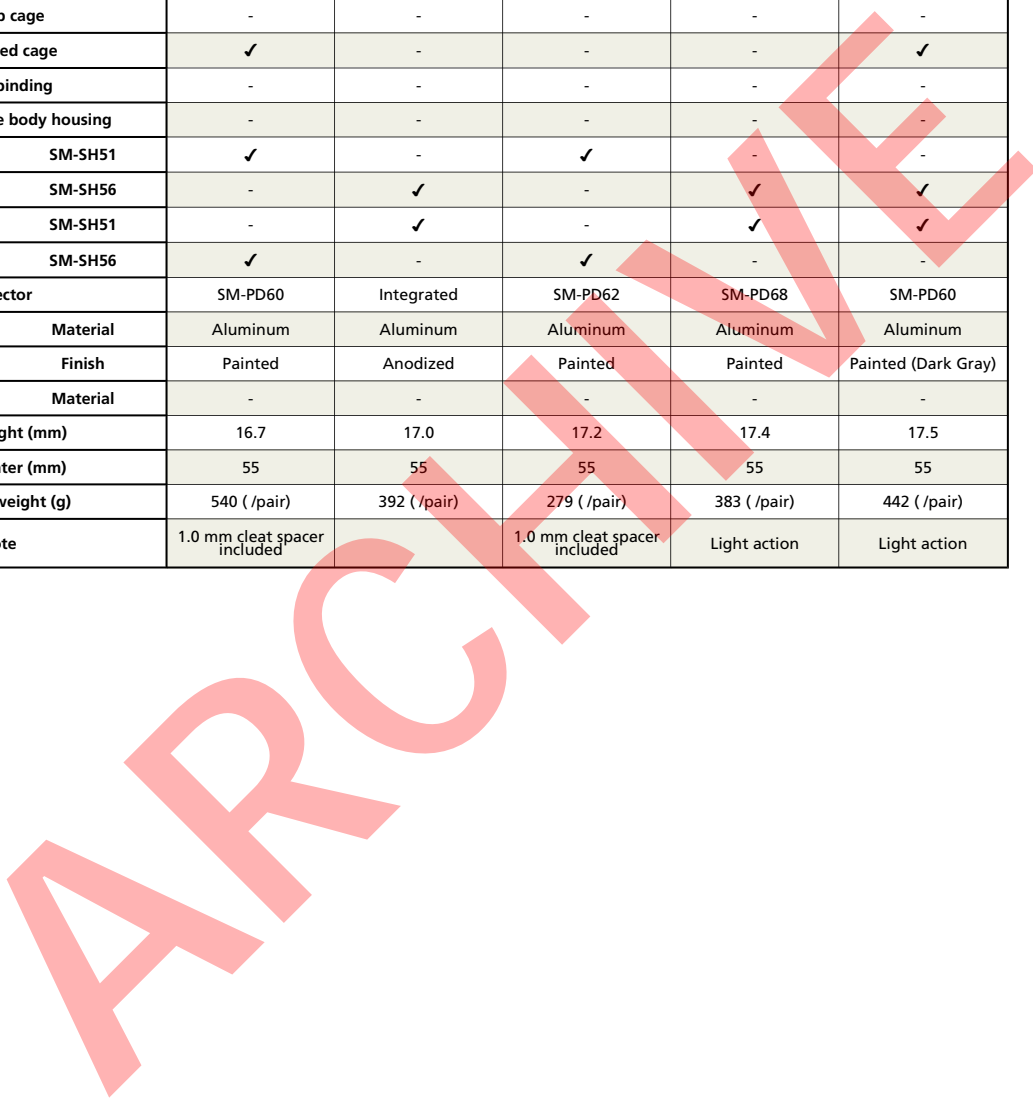 p cage - - - - -
ed cage ✓ - - - ✓
binding - - - - -
e body housing - - - - -
SM-SH51 ✓ - ✓ - -
SM-SH56 - ✓ - ✓ ✓
SM-SH51 - ✓ - ✓ ✓
SM-SH56 ✓ - ✓ - -
ector SM-PD60 Integrated SM-PD62 SM-PD68 SM-PD60
Material Aluminum Aluminum Aluminum Aluminum Aluminum
Finish Painted Anodized Painted Painted Painted (Dark Gray)
Material - - - - -
ght (mm) 16.7 17.0 17.2 17.4 17.5
ter (mm) 55 55 55 55 55
weight (g) 540 ( /pair) 392 ( /pair) 279 ( /pair) 383 ( /pair) 442 ( /pair)
te 1.0 mm cleat spacer included 1.0 mm cleat spacer included Light action Light action
ARCHIVE